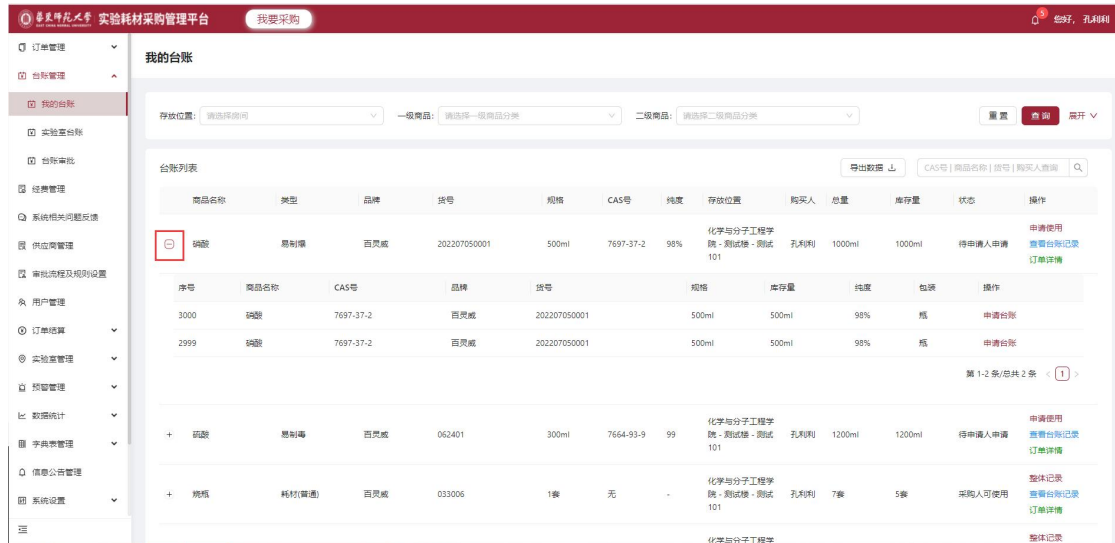 華東師範大學 实验耗材采购管理平台 我要采购 5 您好，孔利利
EAST CHINA NORMAL UNIVERSITY
订单管理
台账管理
我的台账
实验室台账
台账审批
经费管理
系统相关问题反馈
供应商管理
审批流程及规则设置
用户管理
订单结算
实验室管理
预警管理
数据统计
字典表管理
信息公告管理
系统设置
我的台账
存放位置: 请选择房间 一级商品: 请选择一级商品分类 二级商品: 请选择二级商品分类 重置 查询 展开
台账列表 导出数据 CAS号 | 商品名称 | 货号 | 购买人查询
商品名称 类型 品牌 货号 规格 CAS号 纯度 存放位置 购买人 总量 库存量 状态 操作
硝酸 易制爆 百灵威 202207050001 500ml 7697-37-2 98% 化学与分子工程学院 - 测试楼 - 测试101 孔利利 1000ml 1000ml 待申请人申请 申请使用
查看台账记录
订单详情
序号 商品名称 CAS号 品牌 货号 规格 库存量 纯度 包装 操作
3000 硝酸 7697-37-2 百灵威 202207050001 500ml 500ml 98% 瓶 申请台账
2999 硝酸 7697-37-2 百灵威 202207050001 500ml 500ml 98% 瓶 申请台账
第 1-2 条/总共 2 条 < 1 >
+ 硫酸 易制毒 百灵威 062401 300ml 7664-93-9 99 化学与分子工程学院 - 测试楼 - 测试101 孔利利 1200ml 1200ml 待申请人申请 申请使用
查看台账记录
订单详情
+ 烧瓶 耗材(普通) 百灵威 033006 1套 无 - 化学与分子工程学院 - 测试楼 - 测试101 孔利利 7套 5套 采购人可使用 整体记录
查看台账记录
订单详情
化学与分子工程学 整体记录